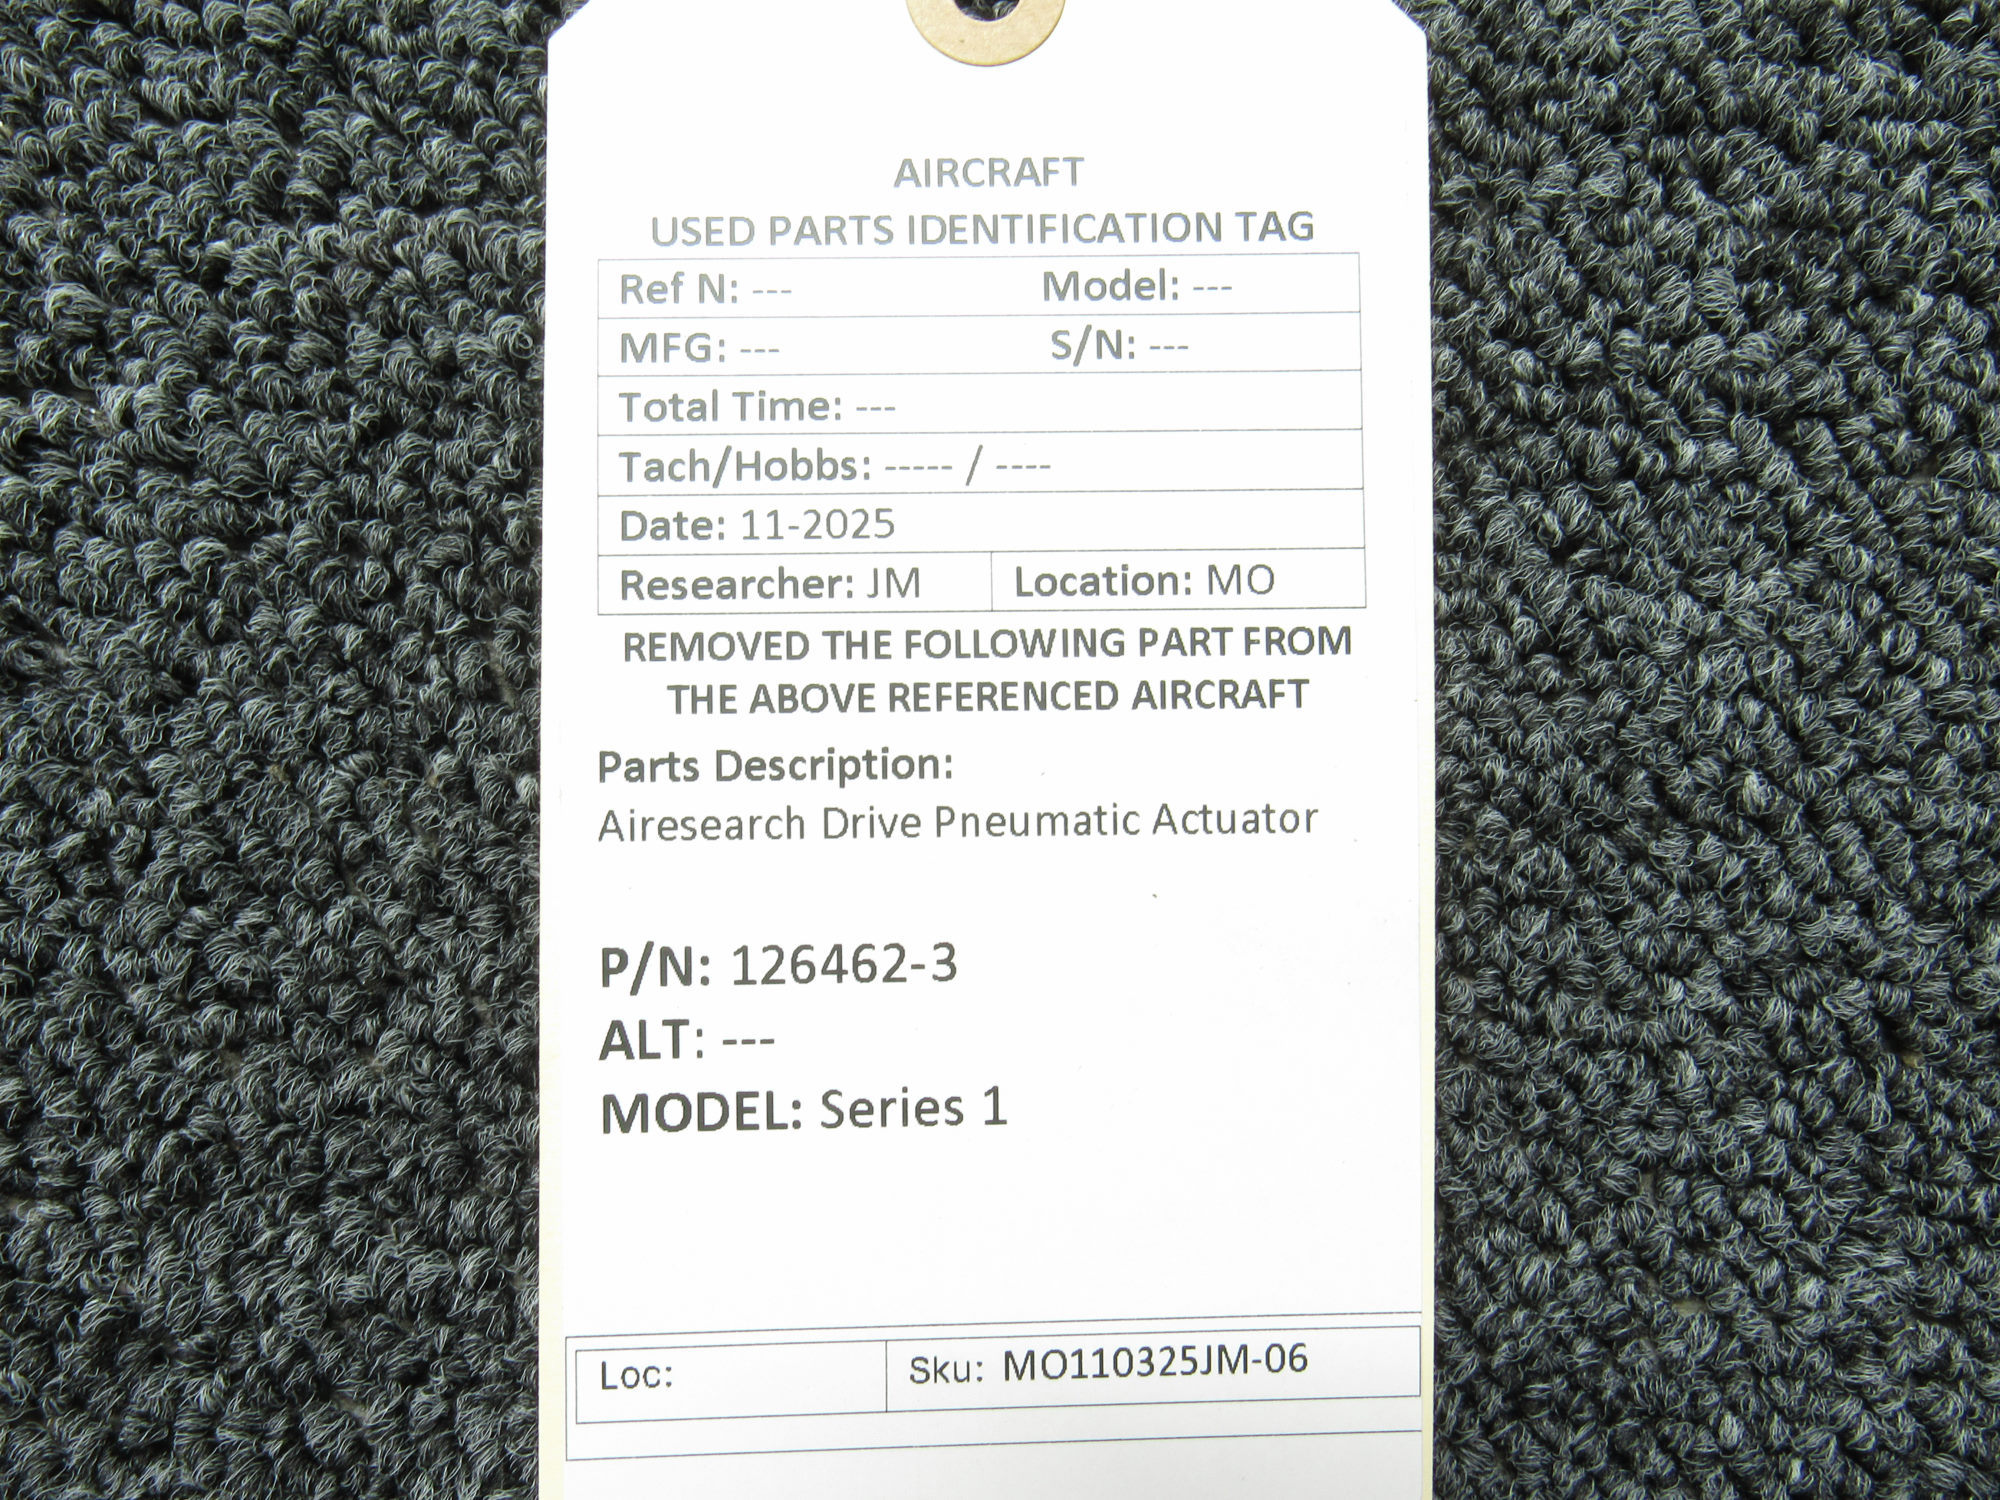 AIRCRAFT
USED PARTS IDENTIFICATION TAG
Ref N: --- Model: ---
MFG: --- S/N: ---
Total Time: ---
Tach/Hobbs: ----- / ----
Date: 11-2025
Researcher: JM Location: MO
REMOVED THE FOLLOWING PART FROM
THE ABOVE REFERENCED AIRCRAFT
Parts Description:
Airesearch Drive Pneumatic Actuator
P/N: 126462-3
ALT: ---
MODEL: Series 1
Loc: Sku: MO110325JM-06